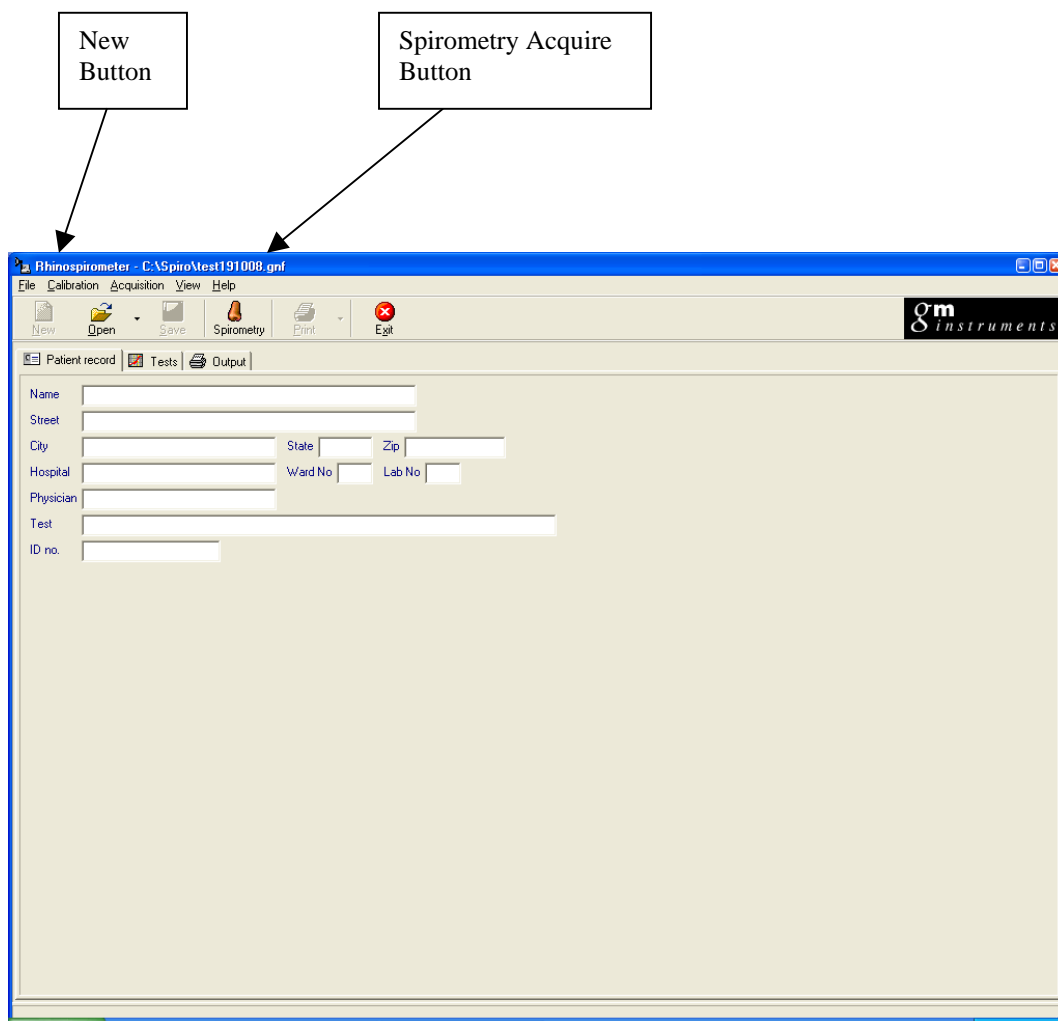 New
Button
Spirometry Acquire
Button
Rhinospirometer - C:\Spiro\test191008.gnf
File Calibration Acquisition View Help
New Open Save Spirometry Print Exit
gm
instruments
Patient record Tests Output
Name
Street
City State Zip
Hospital Ward No Lab No
Physician
Test
ID no.